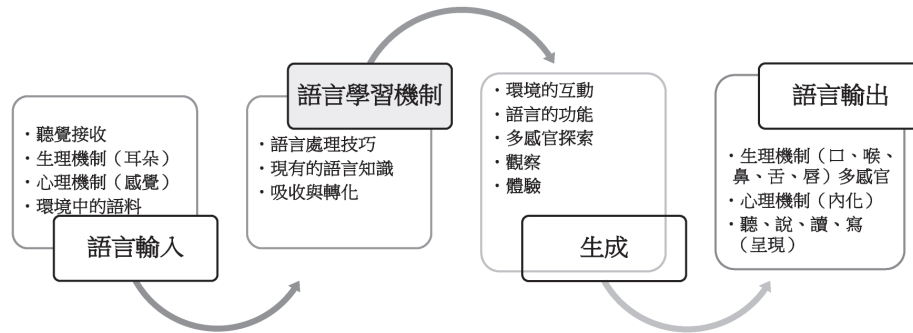 ・聽覺接收
・生理機制（耳朵）
・心理機制（感覺）
・環境中的語料
語言輸入
語言學習機制
・語言處理技巧
・現有的語言知識
・吸收與轉化
・環境的互動
・語言的功能
・多感官探索
・觀察
・體驗
生成
語言輸出
・生理機制（口、喉、
鼻、舌、唇）多感官
・心理機制（內化）
・聽、說、讀、寫
（呈現）